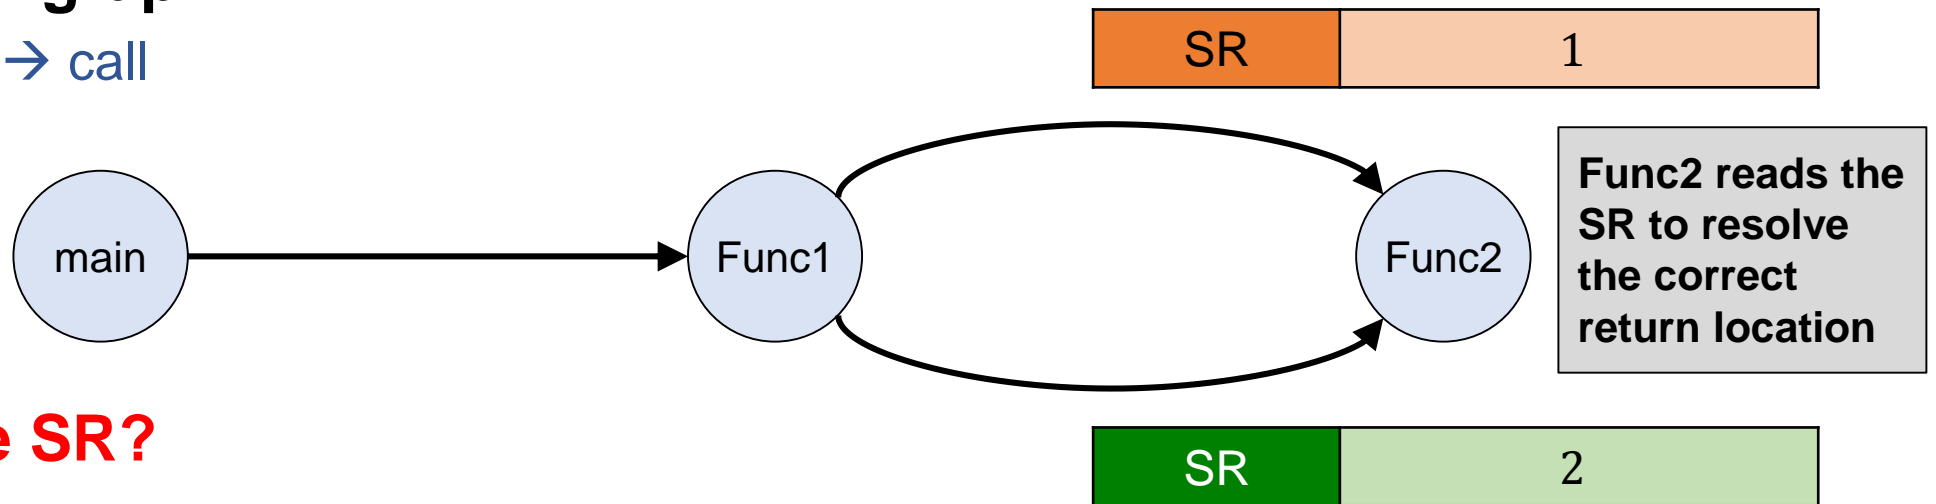 → call
SR 1
main
Func1
Func2
Func2 reads the
SR to resolve
the correct
return location
SR?
SR 2